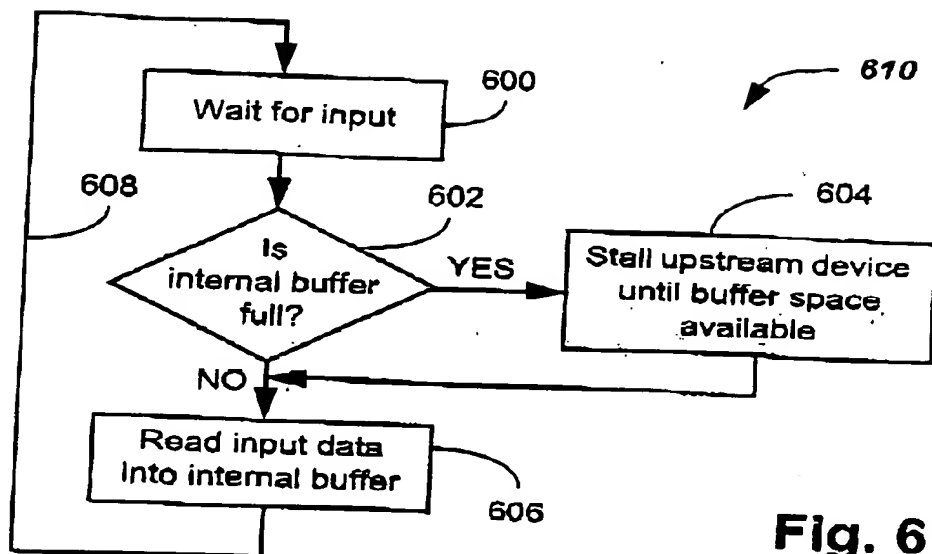 600
610
Wait for input
608
602
604
Is
internal buffer
full?
YES
Stall upstream device
until buffer space
available
NO
Read input data
into internal buffer
606
Fig. 6